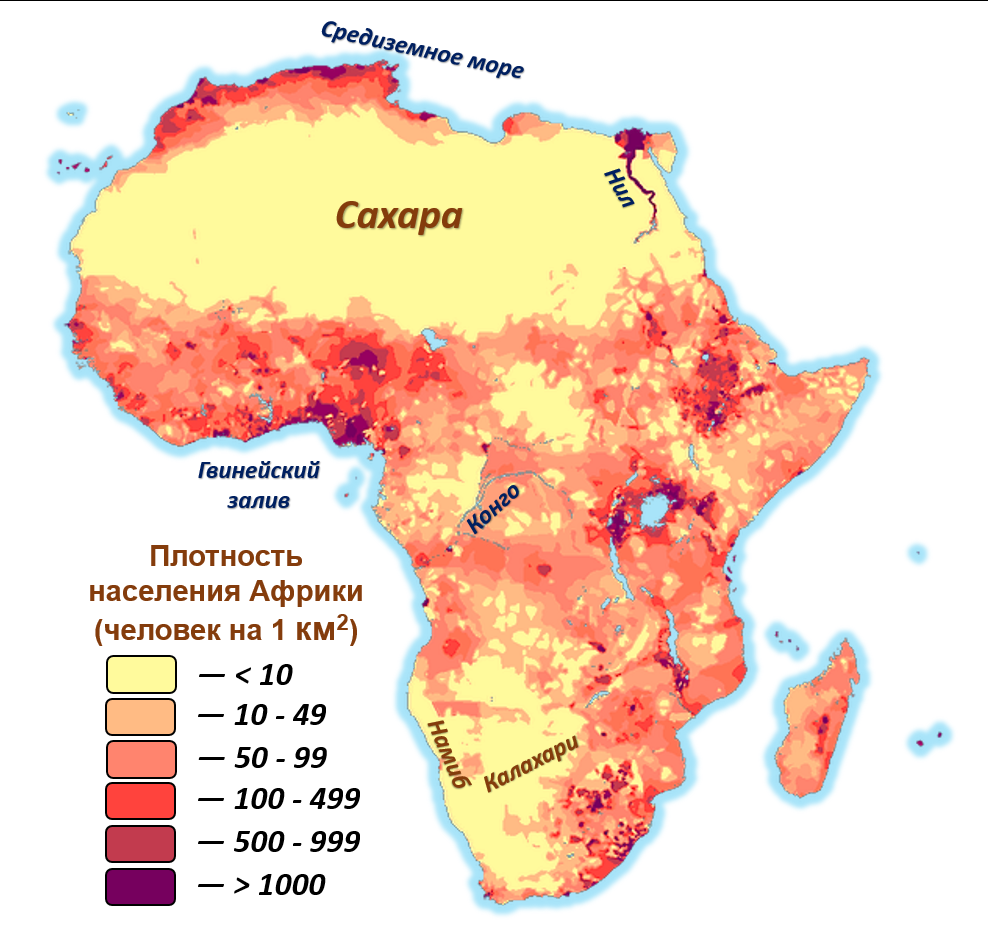 Средиземное море
Нил
Сахара
Гвинейский
залив
Конго
Плотность
населения Африки
(человек на 1 км²)
— < 10
— 10 - 49
— 50 - 99
— 100 - 499
— 500 - 999
— > 1000
Намиб
Калахари